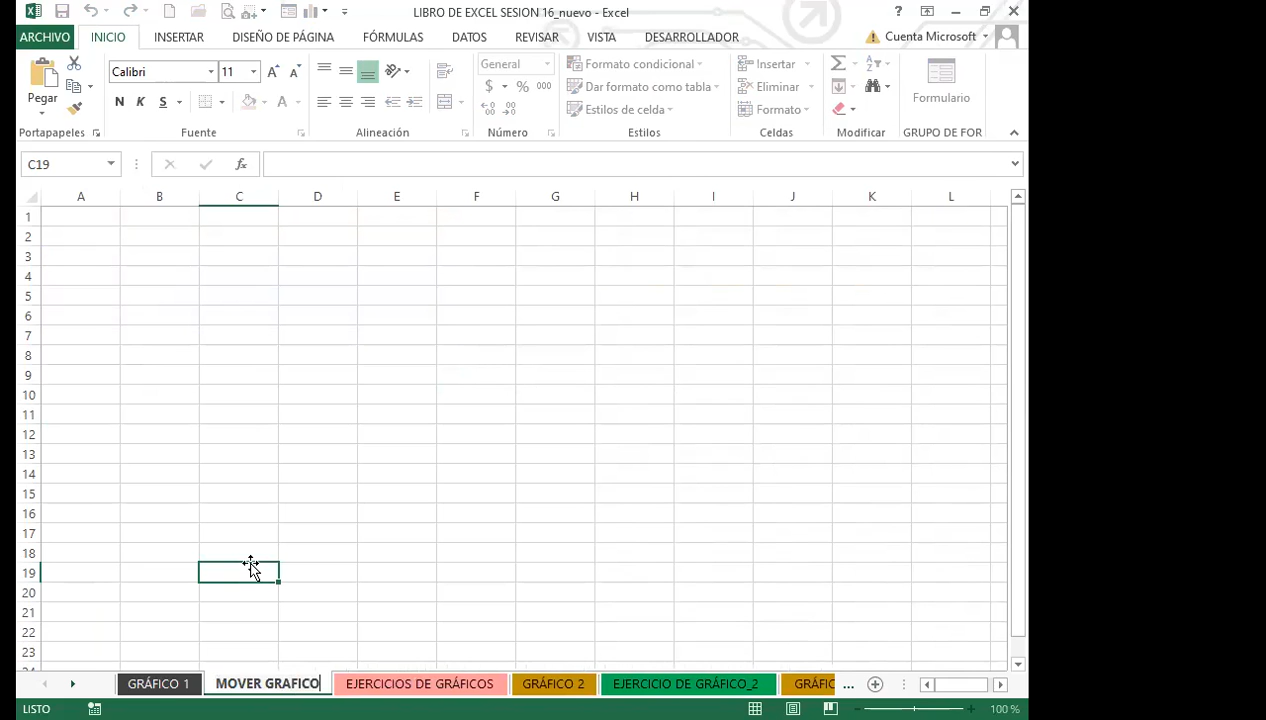 LIBRO DE EXCEL SESION 16_nuevo - Excel
?
ARCHIVO INICIO INSERTAR DISEÑO DE PÁGINA FÓRMULAS DATOS REVISAR VISTA DESARROLLADOR Cuenta Microsoft
Pegar
Portapapeles
Calibri 11
N K S A
Fuente
Alineación
General
$ % 000
Número
Formato condicional
Dar formato como tabla
Estilos de celda
Estilos
Insertar
Eliminar
Formato
Celdas
Modificar
Formulario
GRUPO DE FOR
C19 fx
A B C D E F G H I J K L
1
2
3
4
5
6
7
8
9
10
11
12
13
14
15
16
17
18
19
20
21
22
23
GRÁFICO 1 MOVER GRAFICO EJERCICIOS DE GRÁFICOS GRÁFICO 2 EJERCICIO DE GRÁFICO_2 GRÁFIC ...
LISTO 100 %